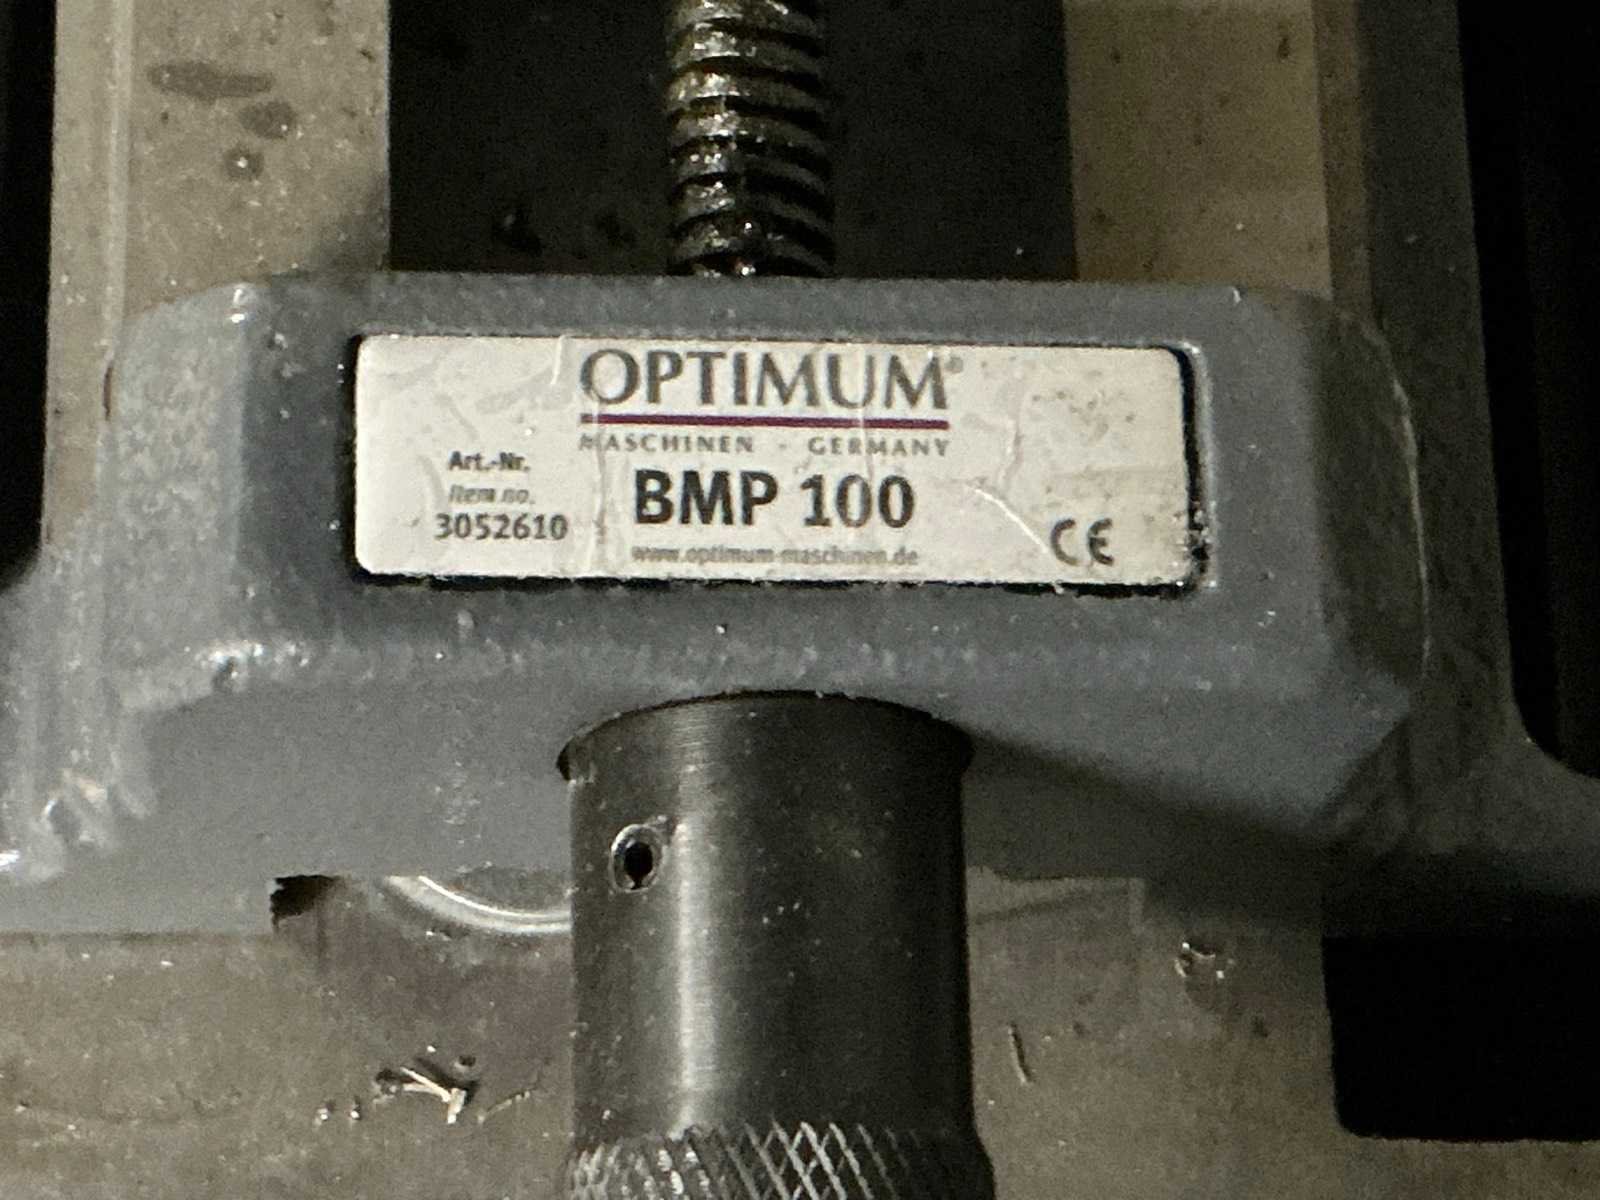 OPTIMUM®
MASCHINEN - GERMANY
Art.-Nr.
Item no.
3052610
BMP 100
www.optimum-maschinen.de
CE